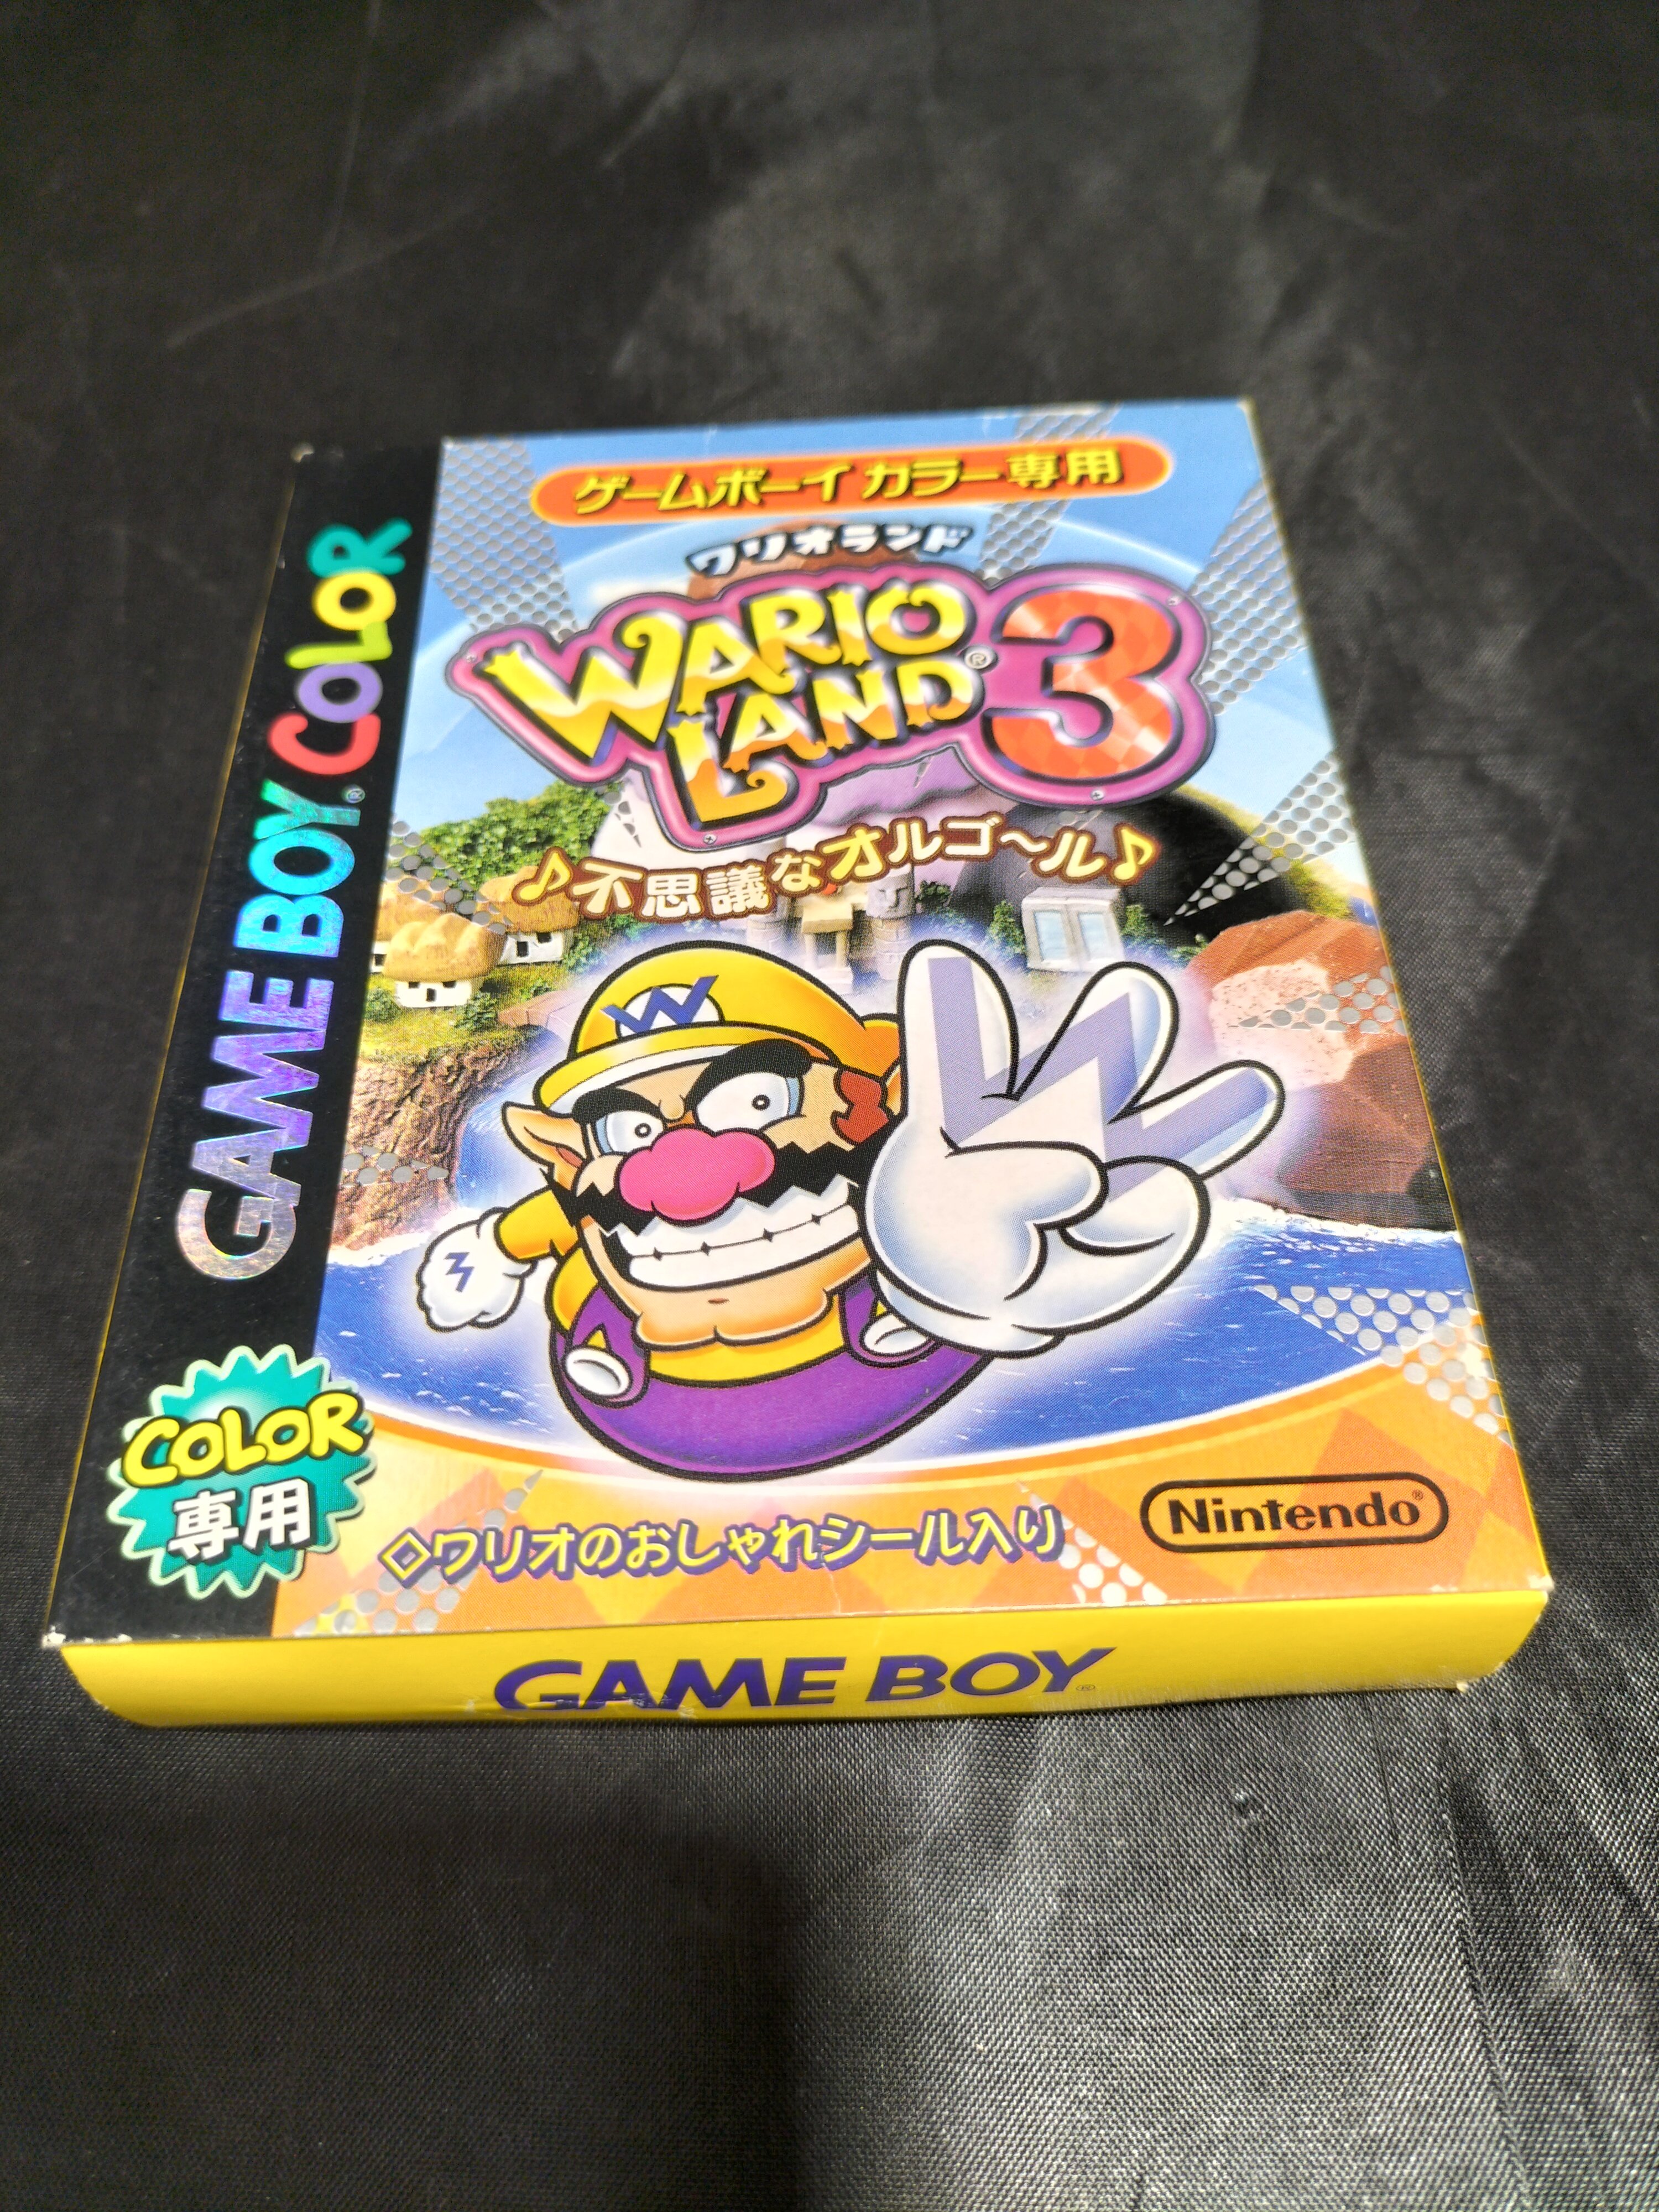 ゲームボーイ カラー専用
ワリオランド
WARIO LAND® 3
♪不思議なオルゴ〜ル♪
GAME BOY® COLOR
W
COLOR
専用
◇ワリオのおしゃれシール入り
Nintendo®
GAME BOY®